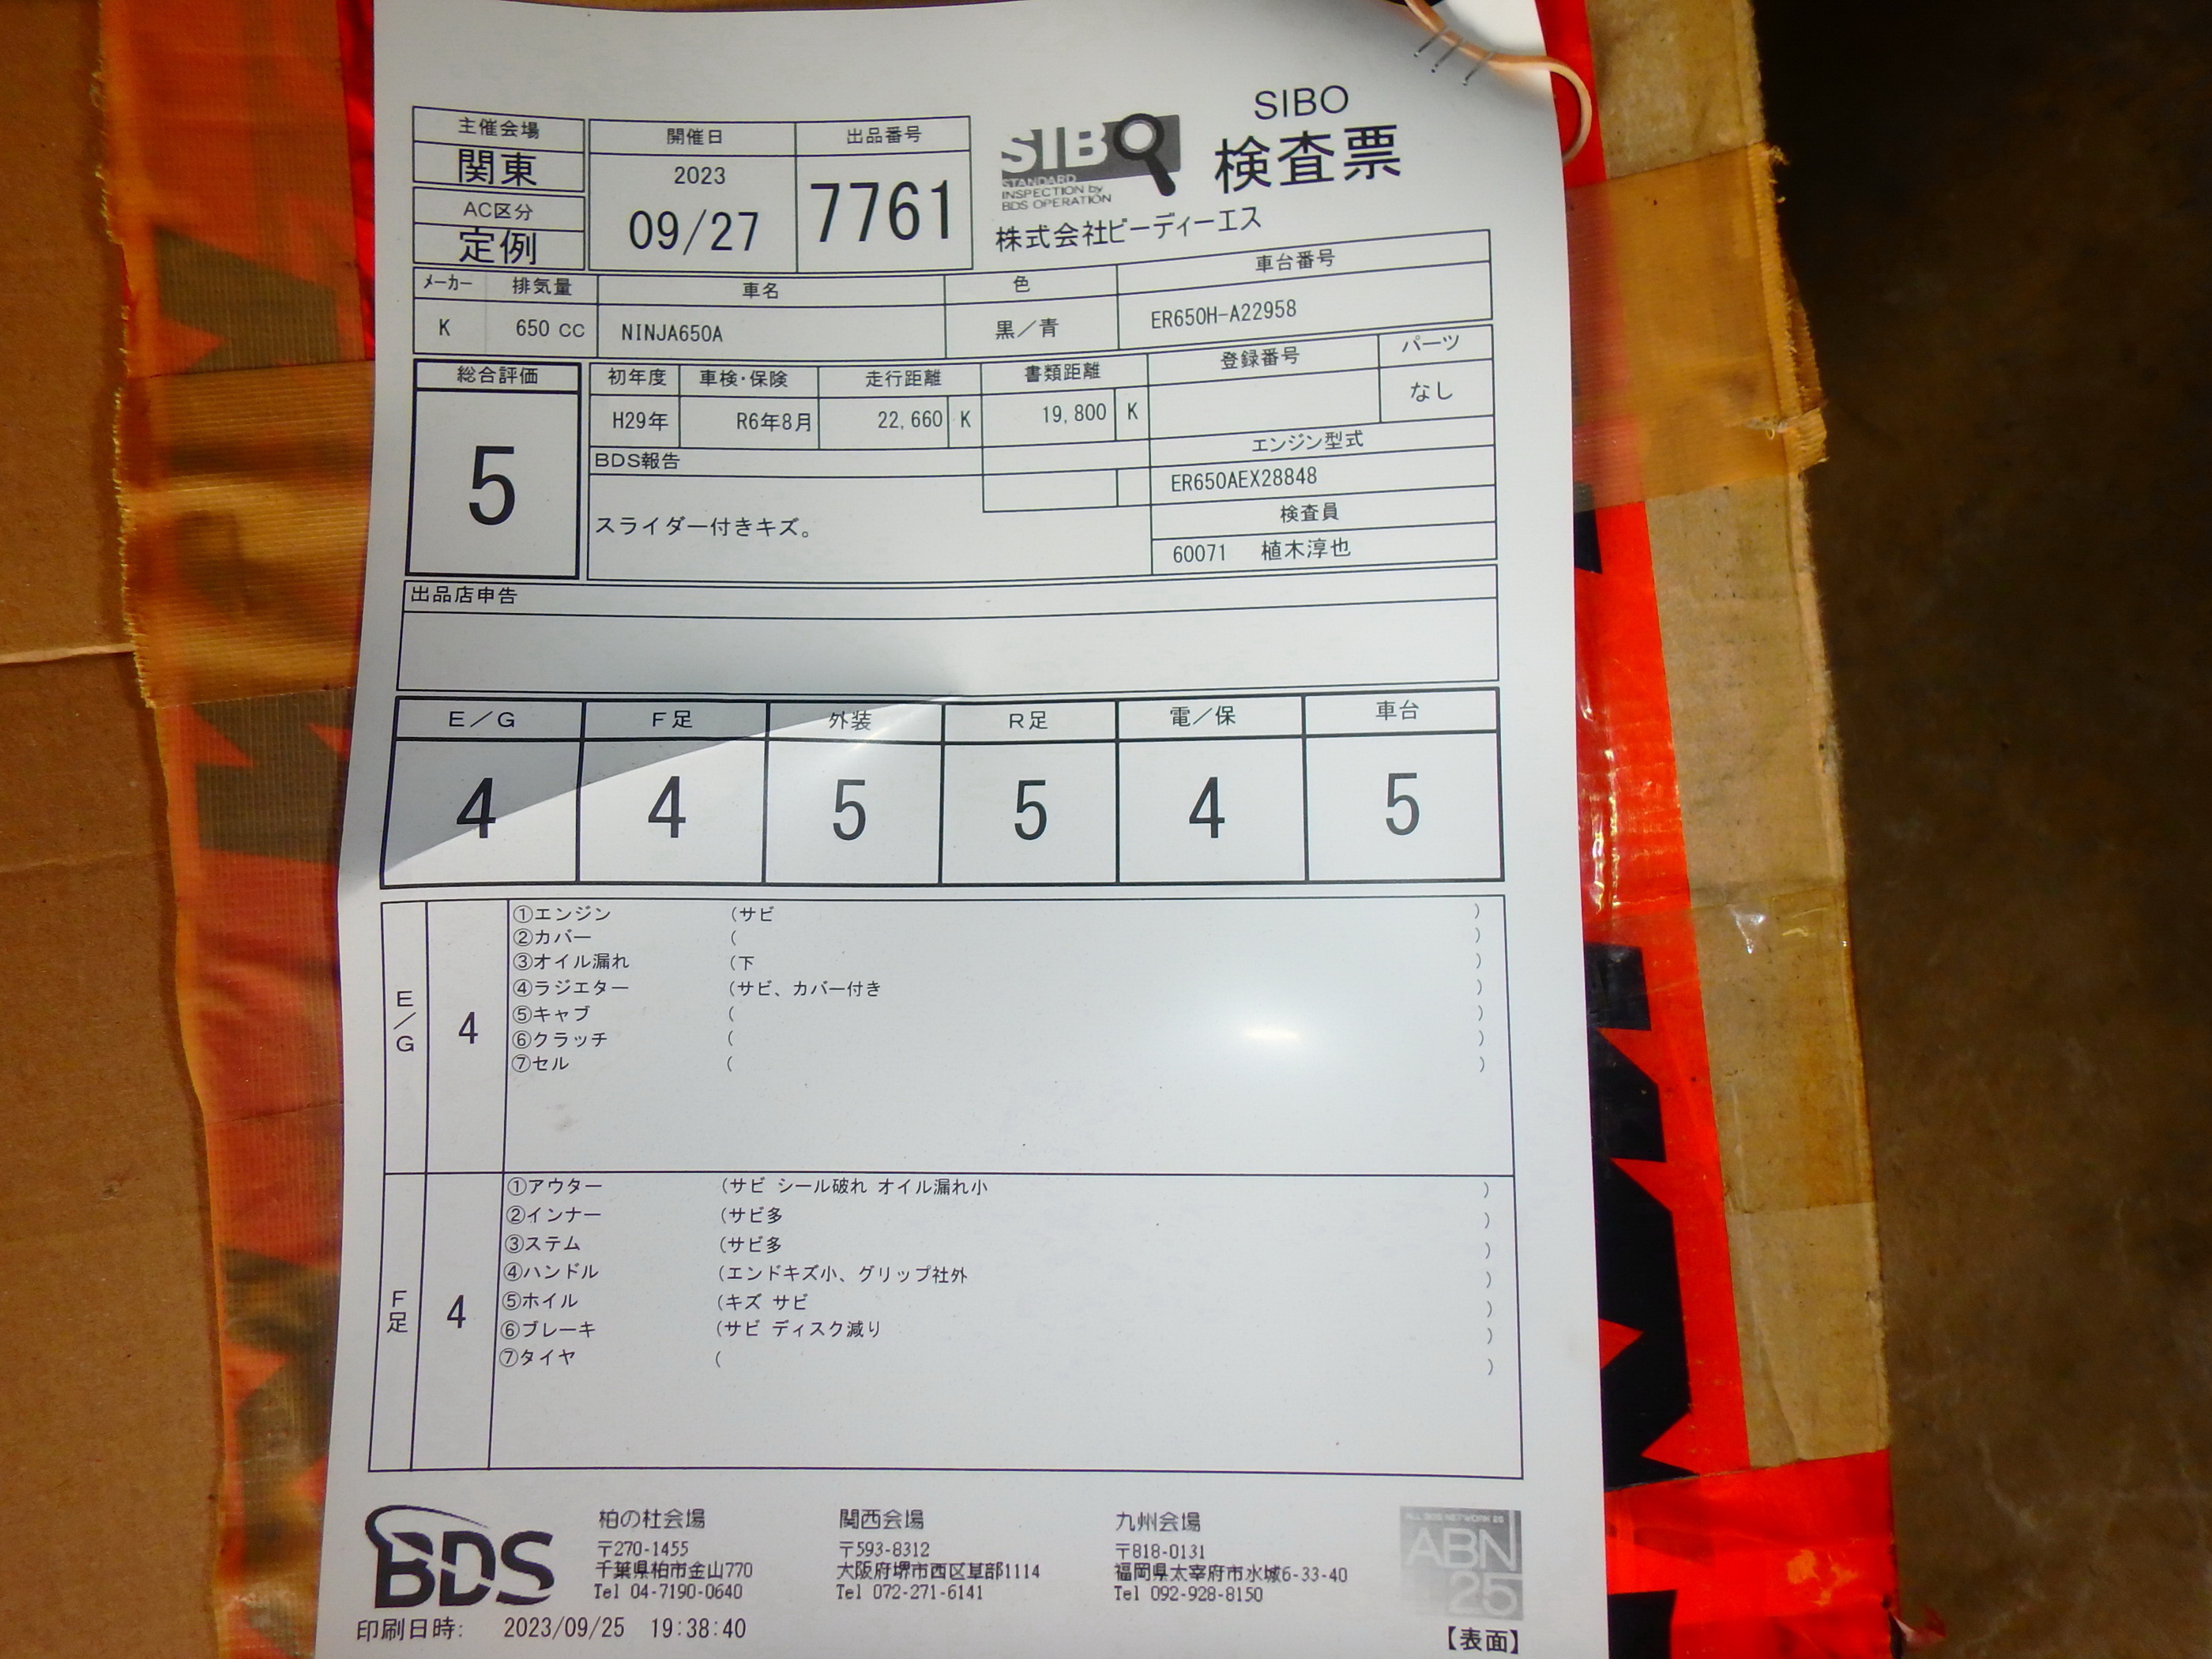 SIBO
検査票
SIBO
STANDARD
INSPECTION by
BDS OPERATION
株式会社ビーディーエス
主催会場
関東
AC区分
定例
開催日
2023
09/27
出品番号
7761
メーカー 排気量 車名 色 車台番号
K 650 CC NINJA650A 黒／青 ER650H-A22958
総合評価
5
初年度 車検・保険 走行距離 書類距離 登録番号 パーツ
H29年 R6年8月 22,660 K 19,800 K なし
BDS報告
スライダー付きキズ。
エンジン型式
ER650AEX28848
検査員
60071 植木淳也
出品店申告
E／G F足 外装 R足 電／保 車台
4 4 5 5 4 5
E／G
4
①エンジン (サビ )
②カバー ( )
③オイル漏れ (下 )
④ラジエター (サビ、カバー付き )
⑤キャブ ( )
⑥クラッチ ( )
⑦セル ( )
F足
4
①アウター (サビ シール破れ オイル漏れ小 )
②インナー (サビ多 )
③ステム (サビ多 )
④ハンドル (エンドキズ小、グリップ社外 )
⑤ホイル (キズ サビ )
⑥ブレーキ (サビ ディスク減り )
⑦タイヤ ( )
BDS
柏の杜会場
〒270-1455
千葉県柏市金山770
Tel 04-7190-0640
関西会場
〒593-8312
大阪府堺市西区草部1114
Tel 072-271-6141
九州会場
〒818-0131
福岡県太宰府市水城6-33-40
Tel 092-928-8150
ALL BDS NETWORK 25
ABN
25
印刷日時: 2023/09/25 19:38:40
【表面】